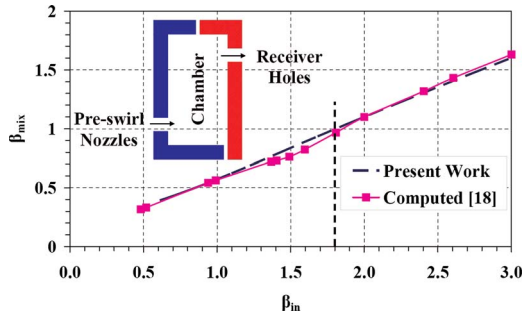 2
1.5
1
0.5
0
β_mix
0.0
0.5
1.0
1.5
2.0
2.5
3.0
β_in
Chamber
Receiver
Holes
Pre-swirl
Nozzles
Present Work
Computed [18]